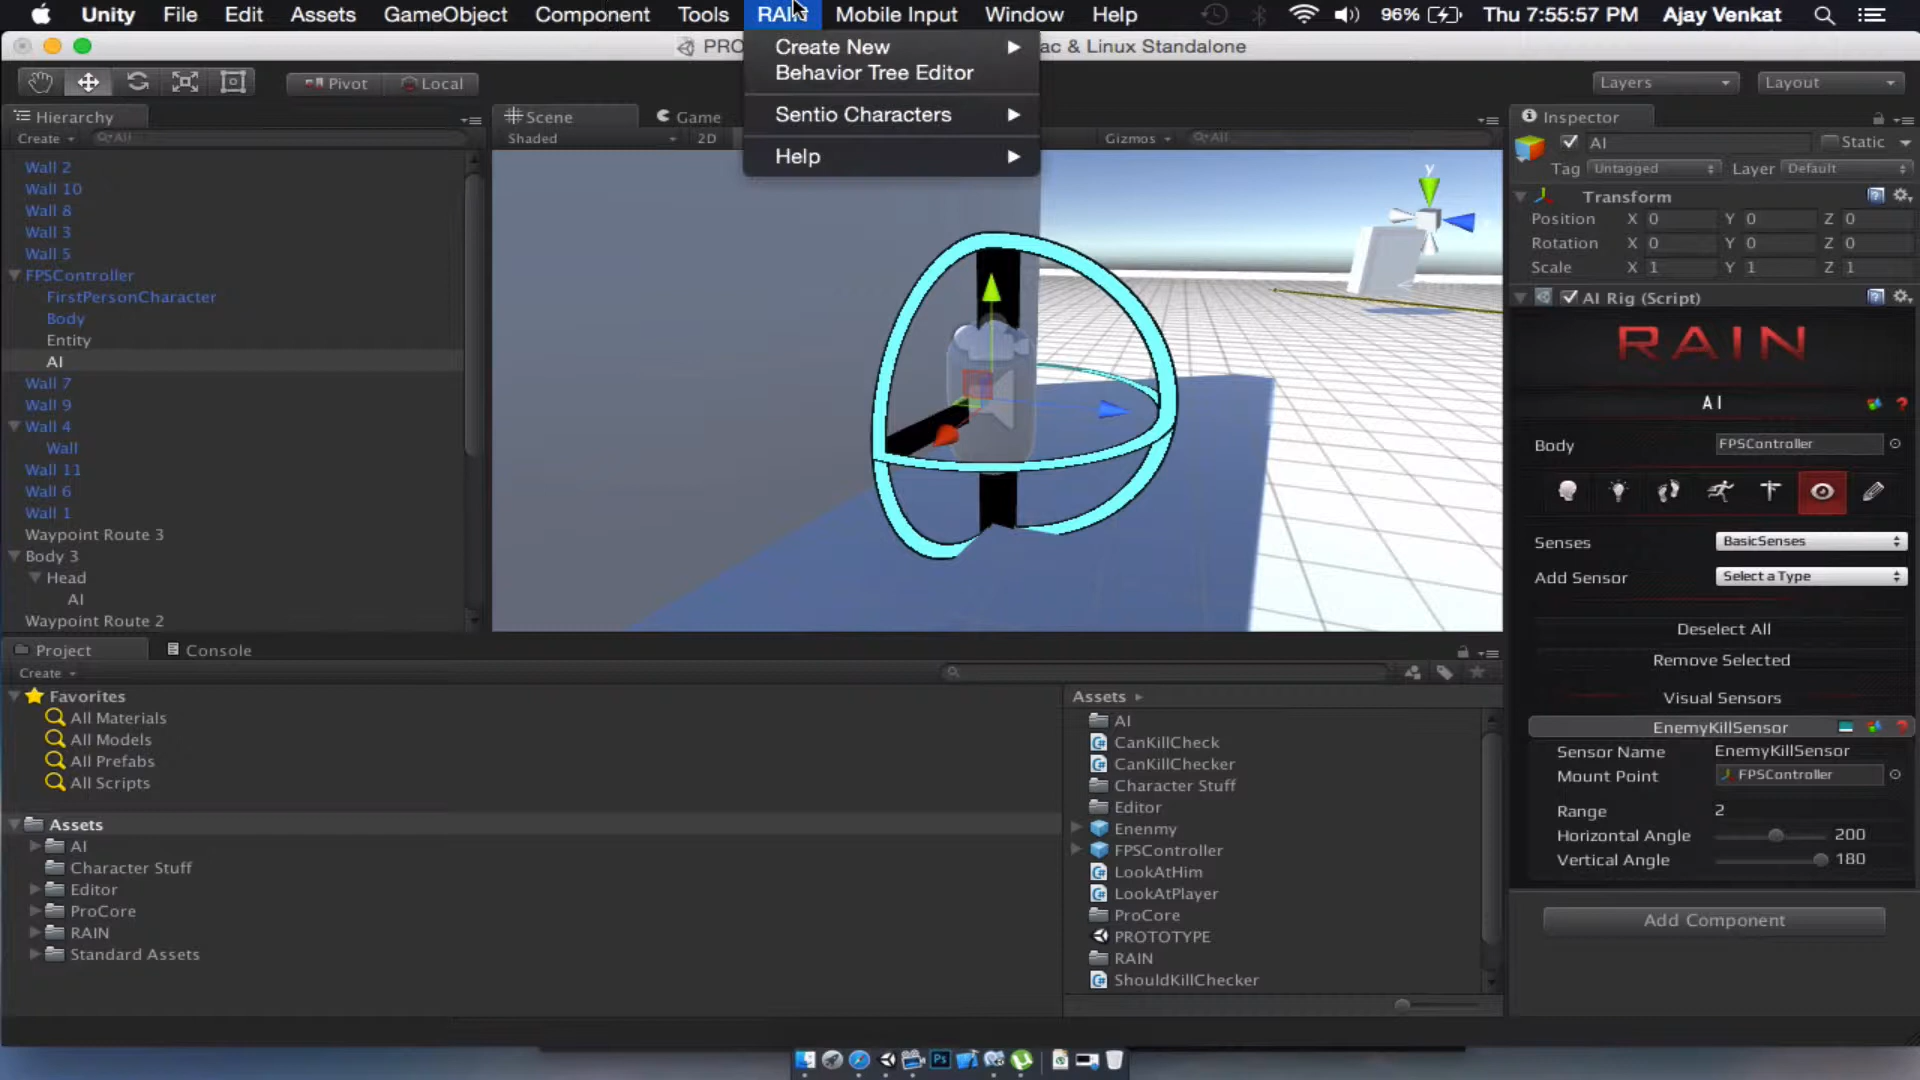 Unity File Edit Assets GameObject Component Tools RAIN Mobile Input Window Help 96% Thu 7:55:57 PM Ajay Venkat
Create New
Behavior Tree Editor
Sentio Characters
Help
PRO
ac & Linux Standalone
Pivot Local
Layers Layout
Hierarchy
Create All
Wall 2
Wall 10
Wall 8
Wall 3
Wall 5
FPSController
FirstPersonCharacter
Body
Entity
AI
Wall 7
Wall 9
Wall 4
Wall
Wall 11
Wall 6
Wall 1
Waypoint Route 3
Body 3
Head
AI
Waypoint Route 2
Scene Game
Shaded 2D Gizmos All
y
Inspector
AI Static
Tag Untagged Layer Default
Transform
Position X 0 Y 0 Z 0
Rotation X 0 Y 0 Z 0
Scale X 1 Y 1 Z 1
AI Rig (Script)
RAIN
AI
Body FPSController
Senses BasicSenses
Add Sensor Select a Type
Deselect All
Remove Selected
Visual Sensors
EnemyKillSensor
Sensor Name EnemyKillSensor
Mount Point FPSController
Range 2
Horizontal Angle 200
Vertical Angle 180
Add Component
Project Console
Create
Favorites
All Materials
All Models
All Prefabs
All Scripts
Assets
AI
Character Stuff
Editor
ProCore
RAIN
Standard Assets
Assets
AI
CanKillCheck
CanKillChecker
Character Stuff
Editor
Enenmy
FPSController
LookAtHim
LookAtPlayer
ProCore
PROTOTYPE
RAIN
ShouldKillChecker
Ps